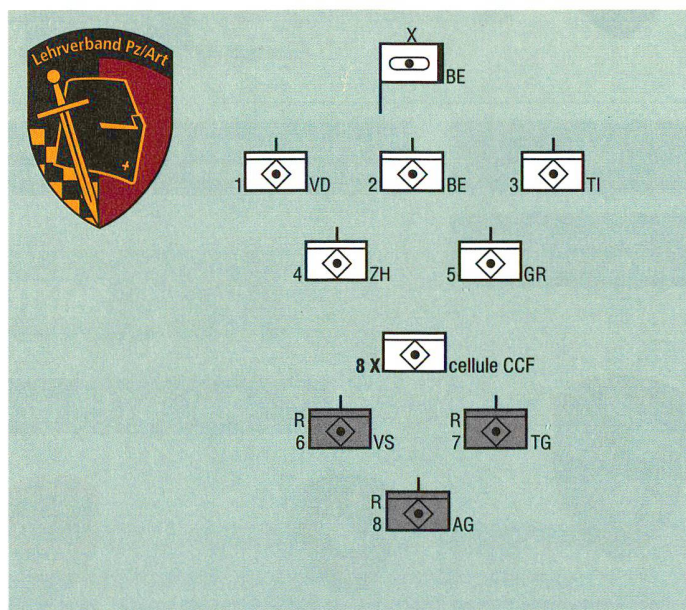 Lehrverband Pz/Art
X
BE
1 VD
2 BE
3 TI
4 ZH
5 GR
8 X cellule CCF
R
6 VS
R
7 TG
R
8 AG